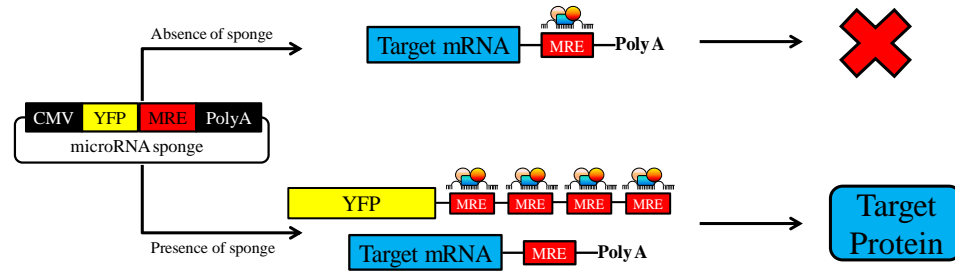 Absence of sponge
Target mRNA MRE Poly A
CMV YFP MRE PolyA
microRNA sponge
YFP MRE MRE MRE MRE
Presence of sponge
Target mRNA MRE Poly A
Target
Protein